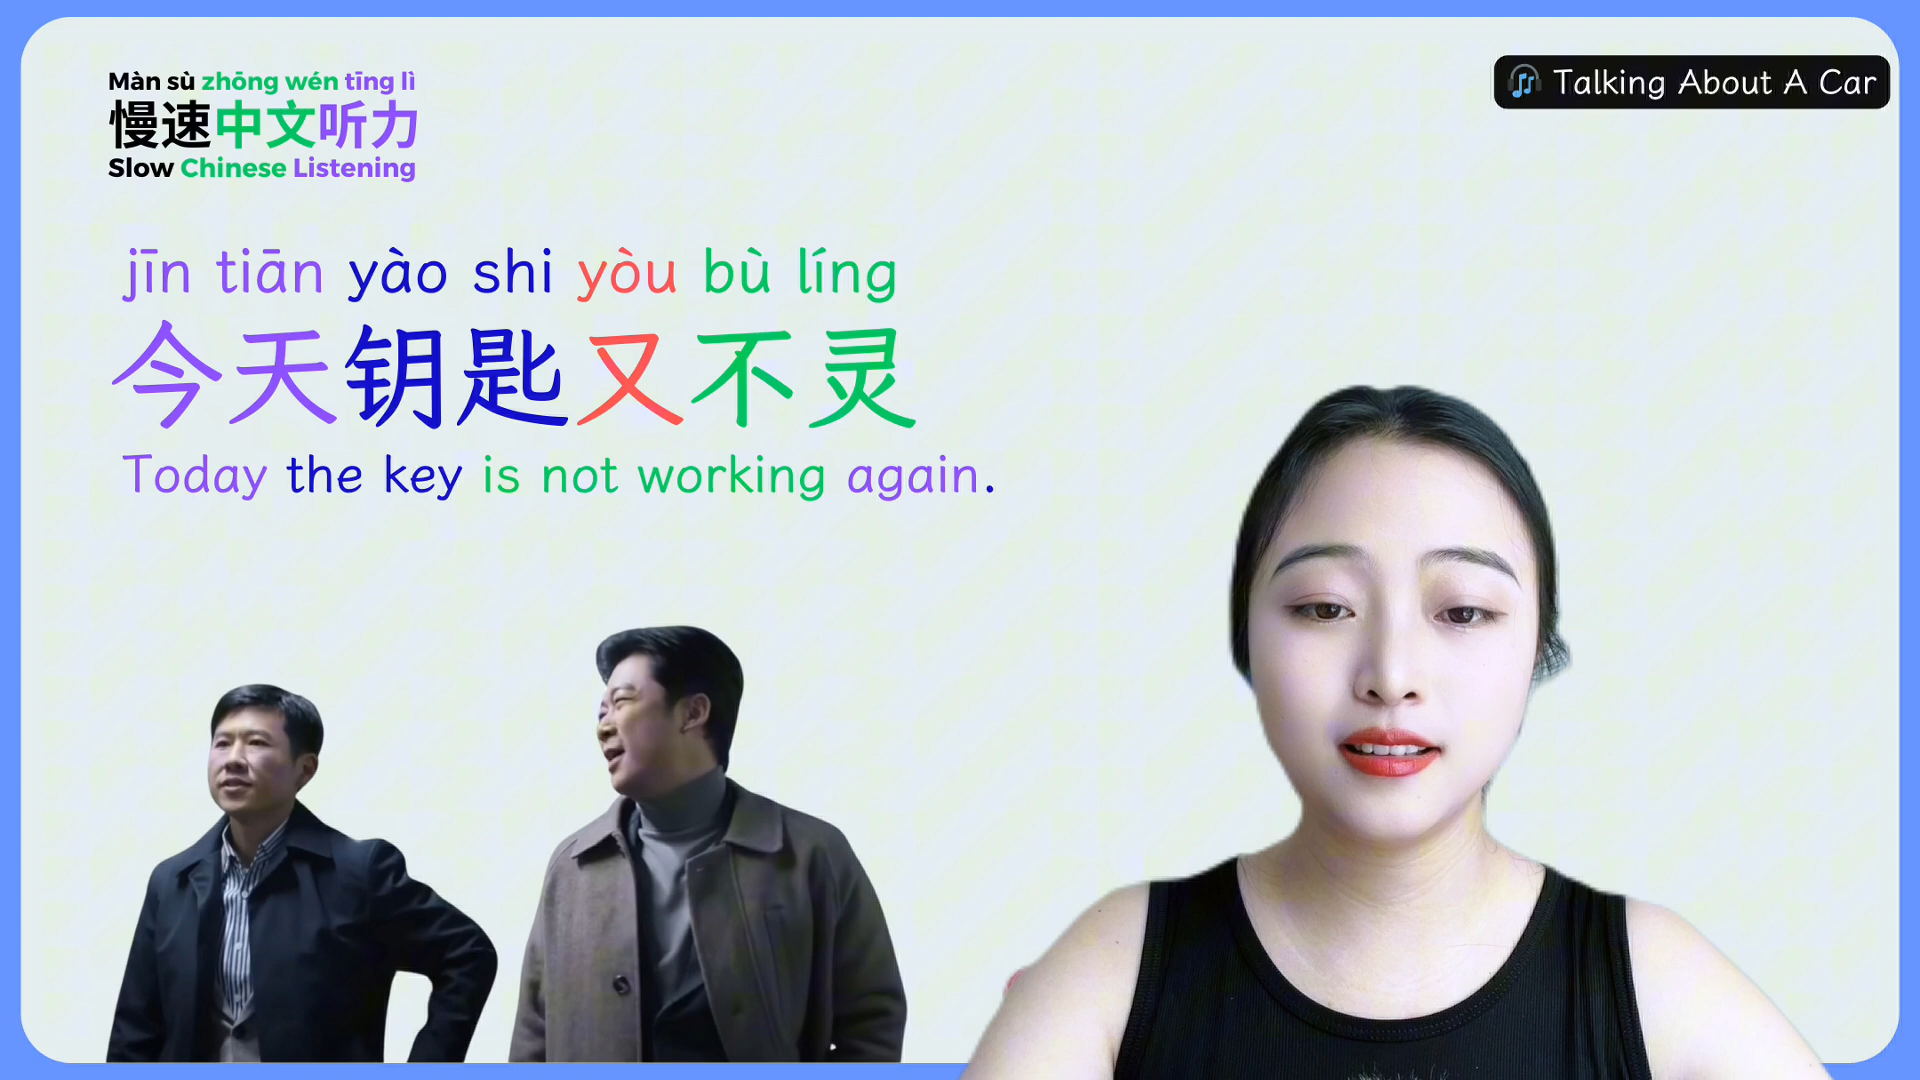 Màn sù zhōng wén tīng lì
慢速中文听力
Slow Chinese Listening
🎧 Talking About A Car
jīn tiān yào shi yòu bù líng
今天钥匙又不灵
Today the key is not working again.